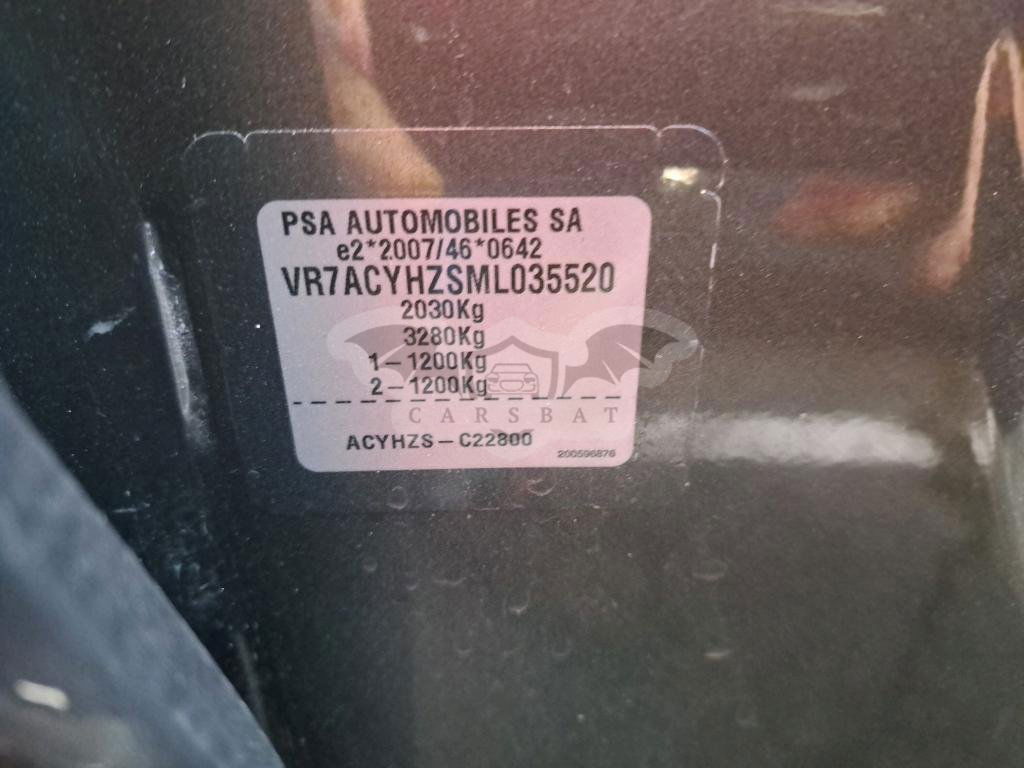 PSA AUTOMOBILES SA
e2*2007/46*0642
VR7ACYHZSML035520
2030Kg
3280Kg
1-1200Kg
2-1200Kg
CARSBAT
ACYHZS-C22800
200596876